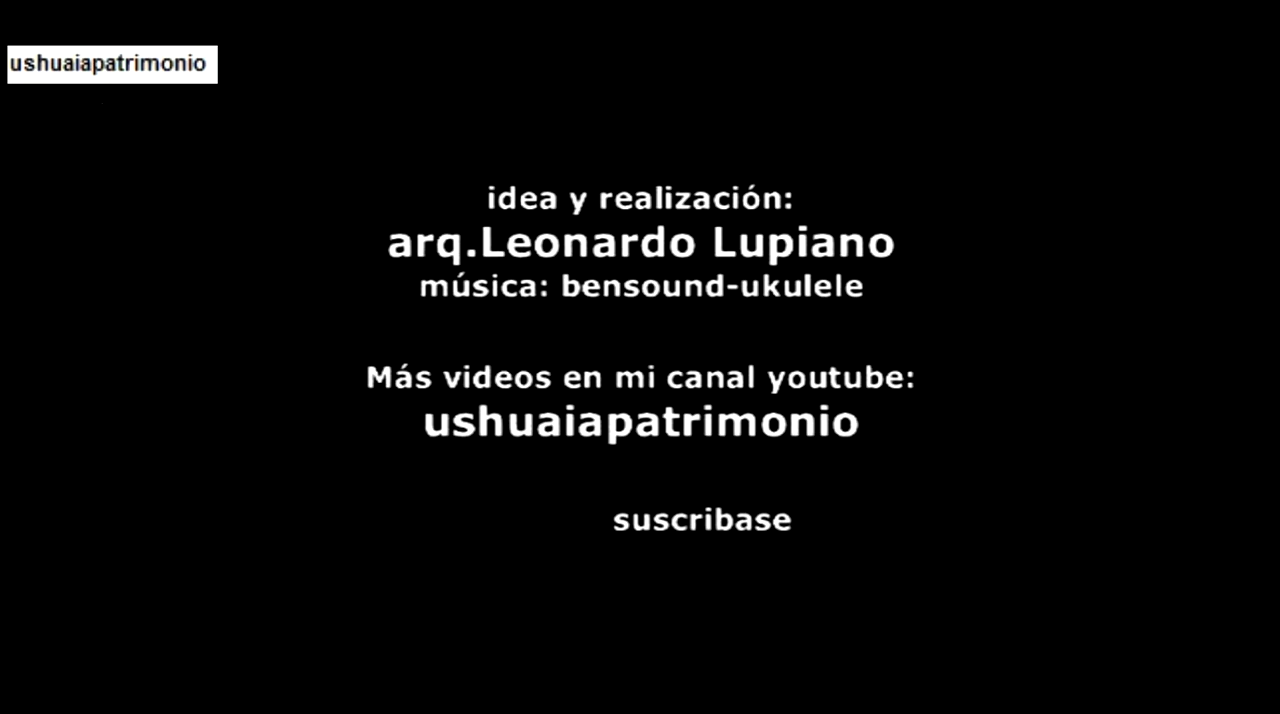 ushuaiapatrimonio
idea y realización:
arq.Leonardo Lupiano
música: bensound-ukulele
Más videos en mi canal youtube:
ushuaiapatrimonio
suscribase